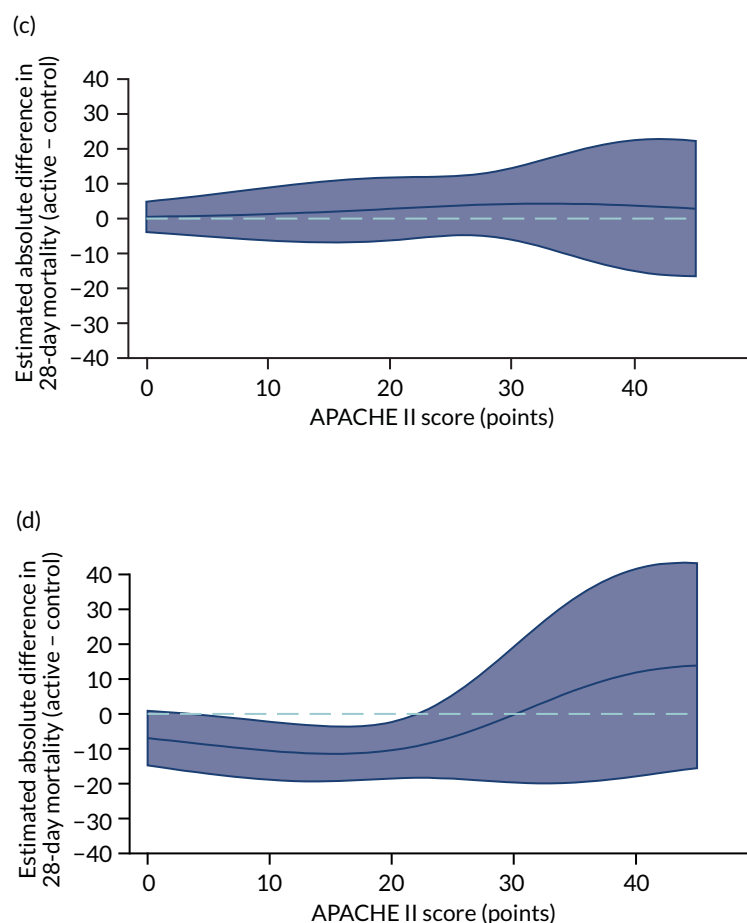 (c)
Estimated absolute difference in
28-day mortality (active – control)
40
30
20
10
0
−10
−20
−30
−40
0 10 20 30 40
APACHE II score (points)
(d)
Estimated absolute difference in
28-day mortality (active – control)
40
30
20
10
0
−10
−20
−30
−40
0 10 20 30 40
APACHE II score (points)